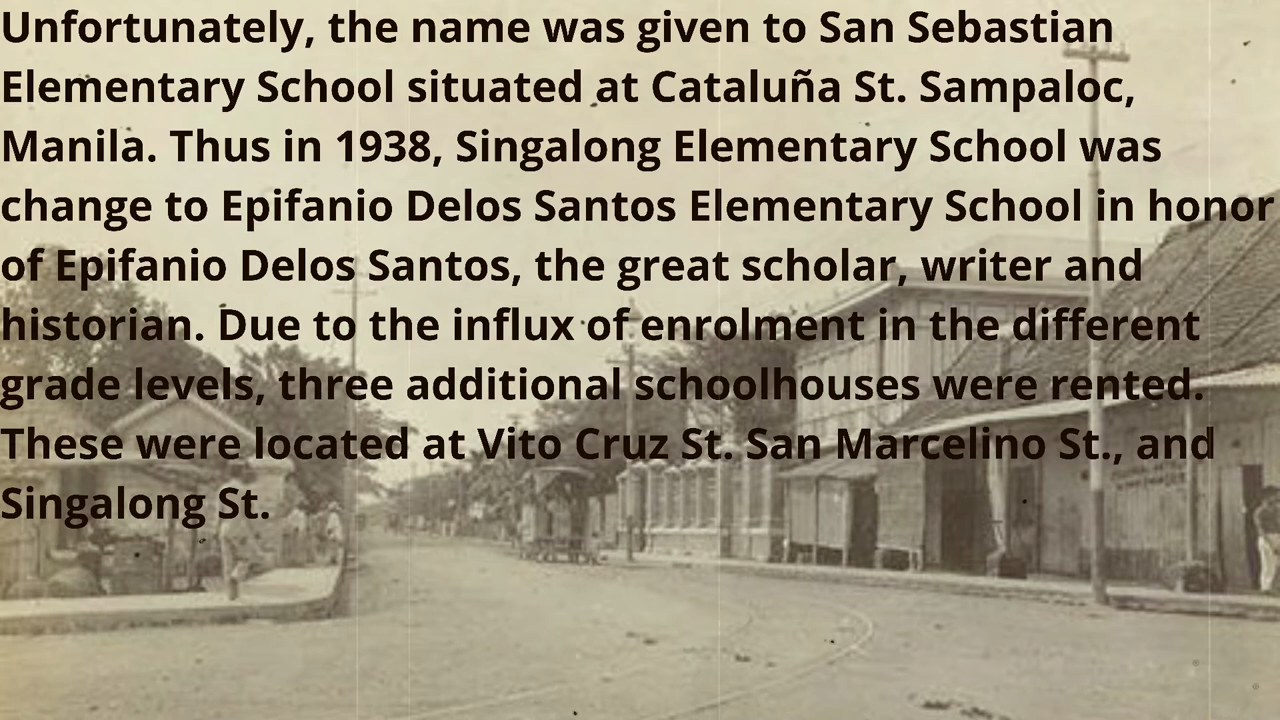 Unfortunately, the name was given to San Sebastian
Elementary School situated at Cataluña St. Sampaloc,
Manila. Thus in 1938, Singalong Elementary School was
change to Epifanio Delos Santos Elementary School in honor
of Epifanio Delos Santos, the great scholar, writer and
historian. Due to the influx of enrolment in the different
grade levels, three additional schoolhouses were rented.
These were located at Vito Cruz St. San Marcelino St., and
Singalong St.